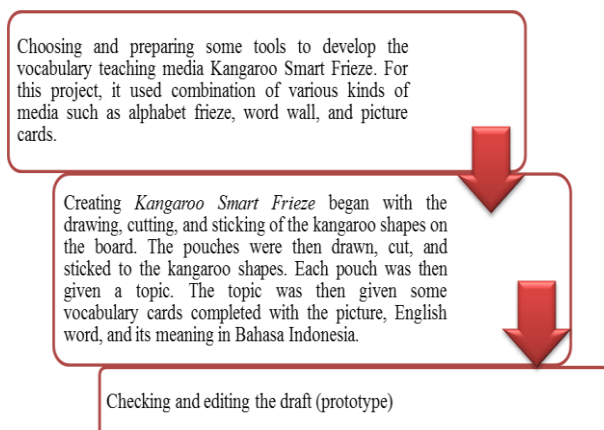 Choosing and preparing some tools to develop the
vocabulary teaching media Kangaroo Smart Frieze. For
this project, it used combination of various kinds of
media such as alphabet frieze, word wall, and picture
cards.
Creating Kangaroo Smart Frieze began with the
drawing, cutting, and sticking of the kangaroo shapes on
the board. The pouches were then drawn, cut, and
sticked to the kangaroo shapes. Each pouch was then
given a topic. The topic was then given some
vocabulary cards completed with the picture, English
word, and its meaning in Bahasa Indonesia.
Checking and editing the draft (prototype)